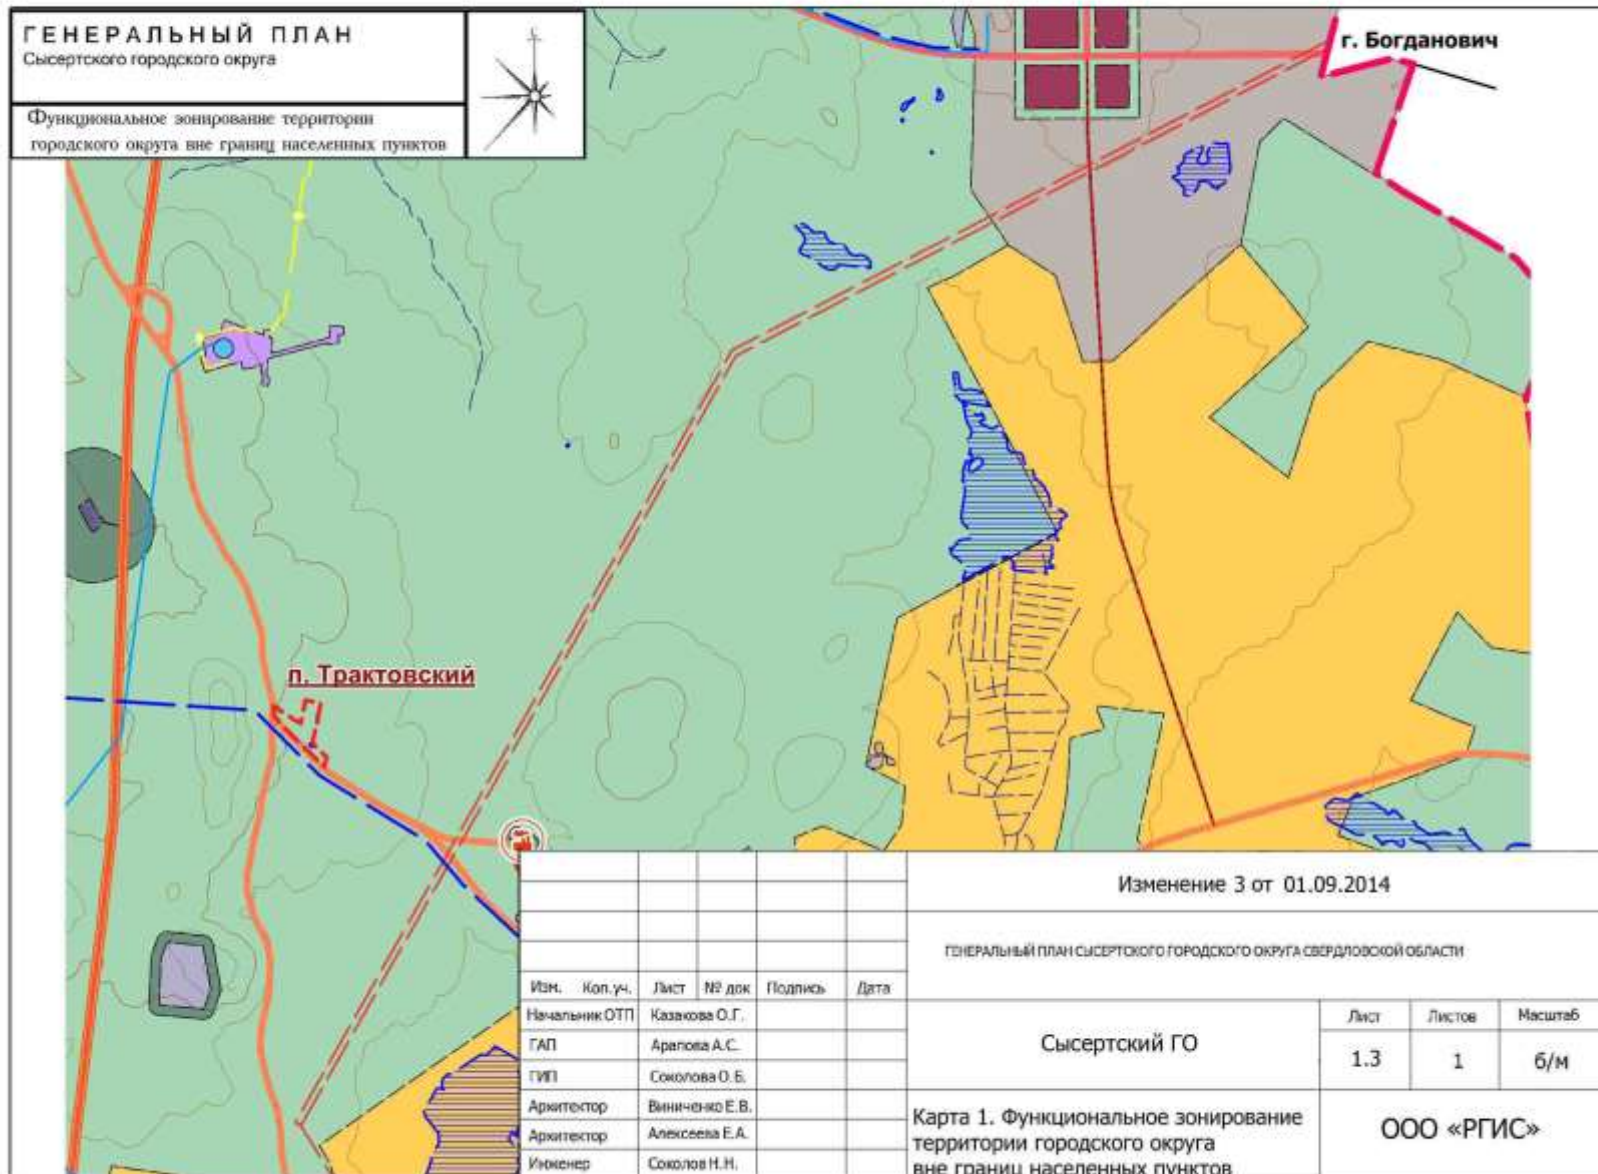 ГЕНЕРАЛЬНЫЙ ПЛАН
Сысертского городского округа
Функциональное зонирование территории
городского округа вне границ населенных пунктов
г. Богданович
п. Трактовский
Изменение 3 от 01.09.2014
ГЕНЕРАЛЬНЫЙ ПЛАН СЫСЕРТСКОГО ГОРОДСКОГО ОКРУГА СВЕРДЛОВСКОЙ ОБЛАСТИ
Изм. Кол.уч. Лист № док Подпись Дата
Начальник ОТП Казакова О.Г.
ГАП Арапова А.С.
ГИП Соколова О.Б.
Архитектор Виниченко Е.В.
Архитектор Алексеева Е.А.
Инженер Соколов Н.Н.
Сысертский ГО
Лист Листов Масштаб
1.3 1 б/м
Карта 1. Функциональное зонирование
территории городского округа
вне границ населенных пунктов
ООО «РГИС»